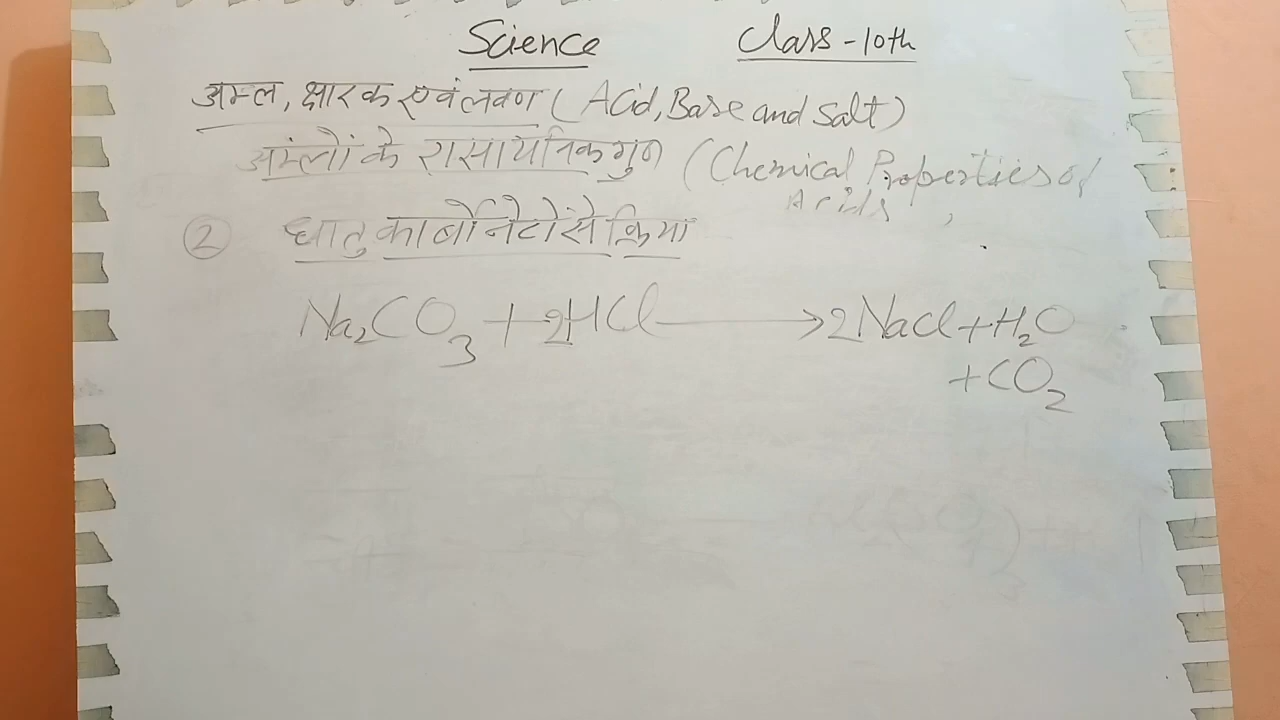 Science Class-10th
अम्ल, क्षारक एवं लवण (Acid, Base and Salt)
अम्लों के रासायनिक गुण (Chemical Properties of
Acids
② धातु कार्बोनेटों से क्रिया
Na₂CO₃ + 2HCl ⟶ 2NaCl + H₂O
+ CO₂